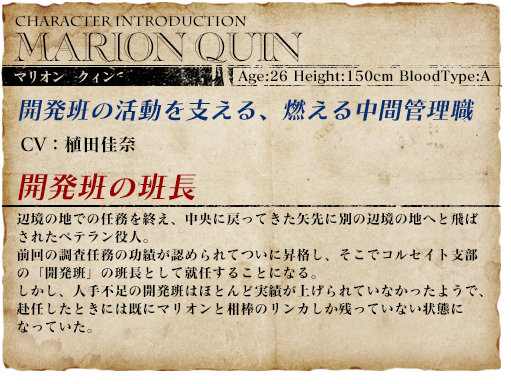 CHARACTER INTRODUCTION
MARION QUIN
マリオン クィン
Age:26 Height:150cm BloodType:A
開発班の活動を支える、燃える中間管理職
CV：植田佳奈
開発班の班長
辺境の地での任務を終え、中央に戻ってきた矢先に別の辺境の地へと飛ば
されたベテラン役人。
前回の調査任務の功績が認められてついに昇格し、そこでコルセイト支部
の「開発班」の班長として就任することになる。
しかし、人手不足の開発班はほとんど実績が上げられていなかったようで、
赴任したときには既にマリオンと相棒のリンカしか残っていない状態に
なっていた。